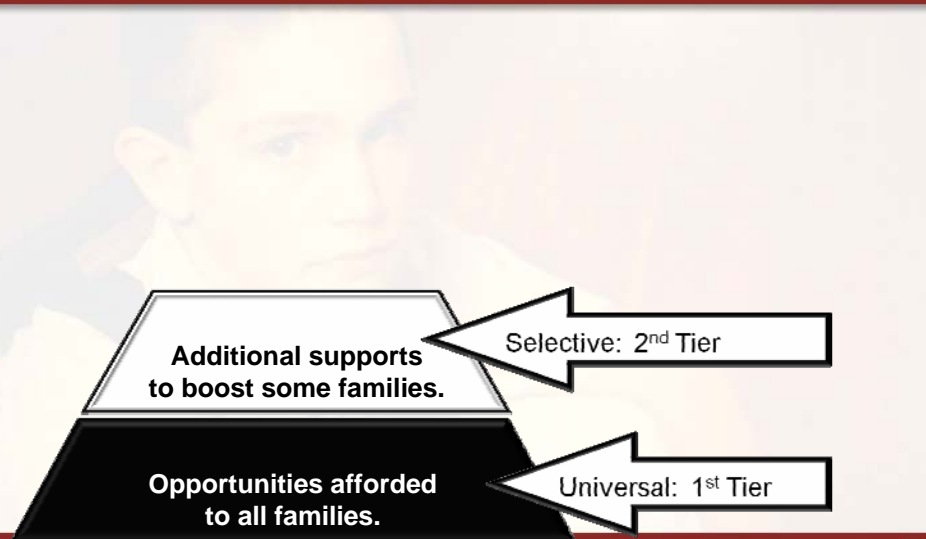 Additional supports
to boost some families.
Selective: 2nd Tier
Opportunities afforded
to all families.
Universal: 1st Tier